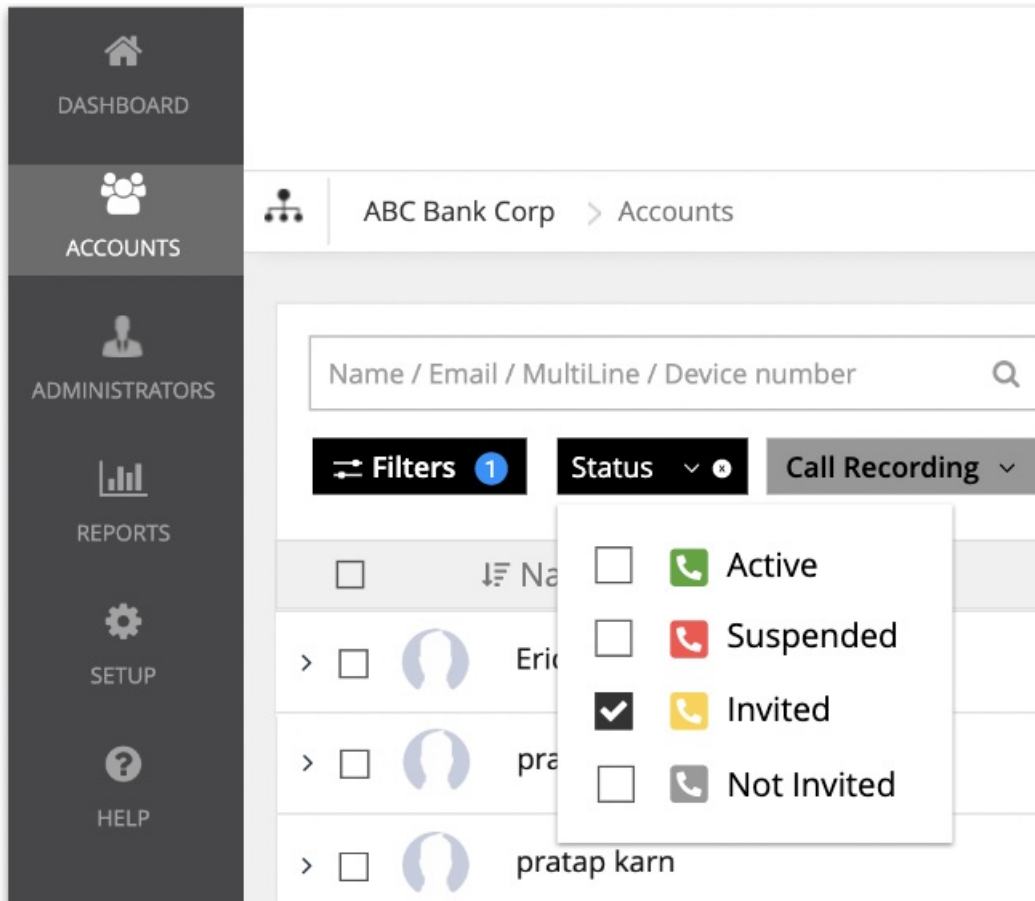 DASHBOARD
ACCOUNTS
ADMINISTRATORS
REPORTS
SETUP
HELP
ABC Bank Corp > Accounts
Name / Email / MultiLine / Device number
Filters 1
Status
Call Recording
Active
Suspended
Invited
Not Invited
pratap karn